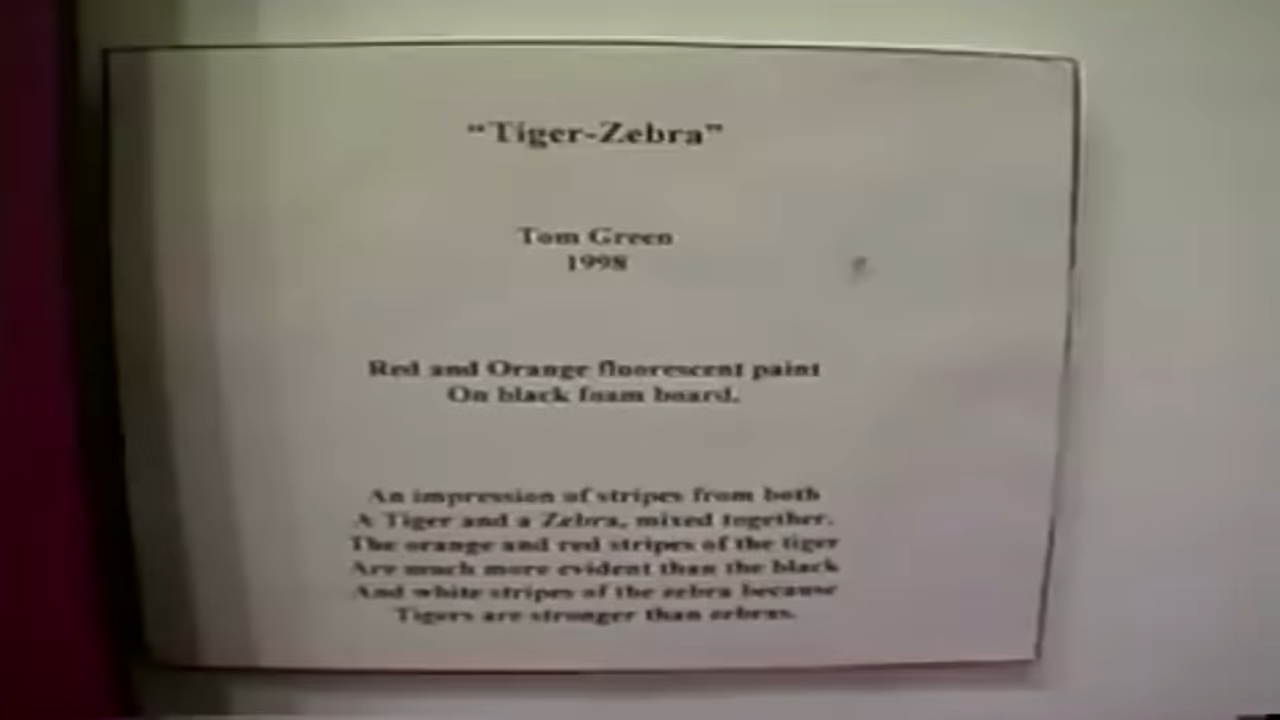 “Tiger-Zebra”
Tom Green
1998
Red and Orange fluorescent paint
On black foam board.
An impression of stripes from both
A Tiger and a Zebra, mixed together.
The orange and red stripes of the tiger
Are much more evident than the black
And white stripes of the zebra because
Tigers are stronger than zebras.